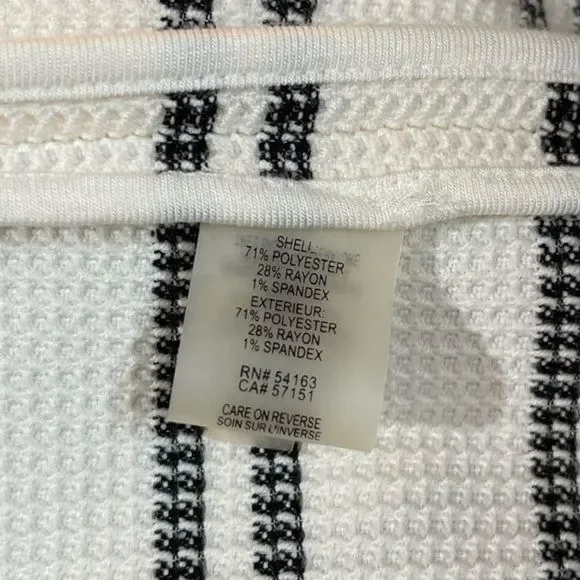 SHELL:
71% POLYESTER
28% RAYON
1% SPANDEX
EXTERIEUR:
71% POLYESTER
28% RAYON
1% SPANDEX
RN# 54163
CA# 57151
CARE ON REVERSE
SOIN SUR L'INVERSE